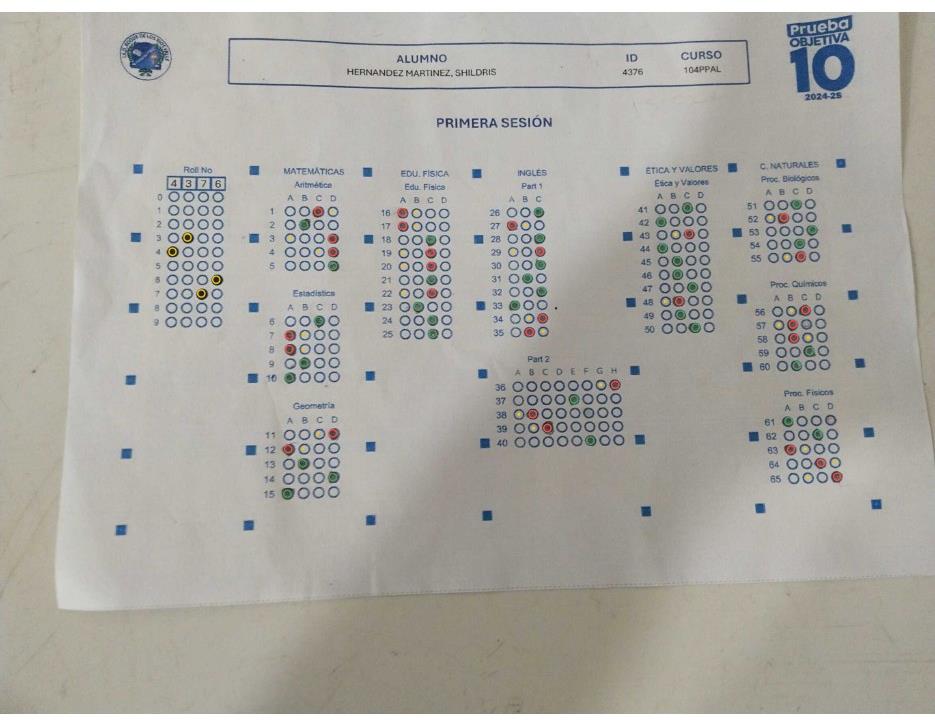 Prueba
OBJETIVA
10
2024-25
ALUMNO
HERNANDEZ MARTINEZ, SHILDRIS
ID
4376
CURSO
104PPAL
PRIMERA SESIÓN
Roll No
4 3 7 6
0
1
2
3
4
5
6
7
8
9
MATEMÁTICAS
Aritmética
A B C D
1
2
3
4
5
Estadística
A B C D
6
7
8
9
10
Geometría
A B C D
11
12
13
14
15
EDU. FÍSICA
Edu. Física
A B C D
16
17
18
19
20
21
22
23
24
25
INGLÉS
Part 1
A B C
26
27
28
29
30
31
32
33
34
35
Part 2
A B C D E F G H
36
37
38
39
40
ÉTICA Y VALORES
Ética y Valores
A B C D
41
42
43
44
45
46
47
48
49
50
C. NATURALES
Proc. Biológicos
A B C D
51
52
53
54
55
Proc. Químicos
A B C D
56
57
58
59
60
Proc. Físicos
A B C D
61
62
63
64
65